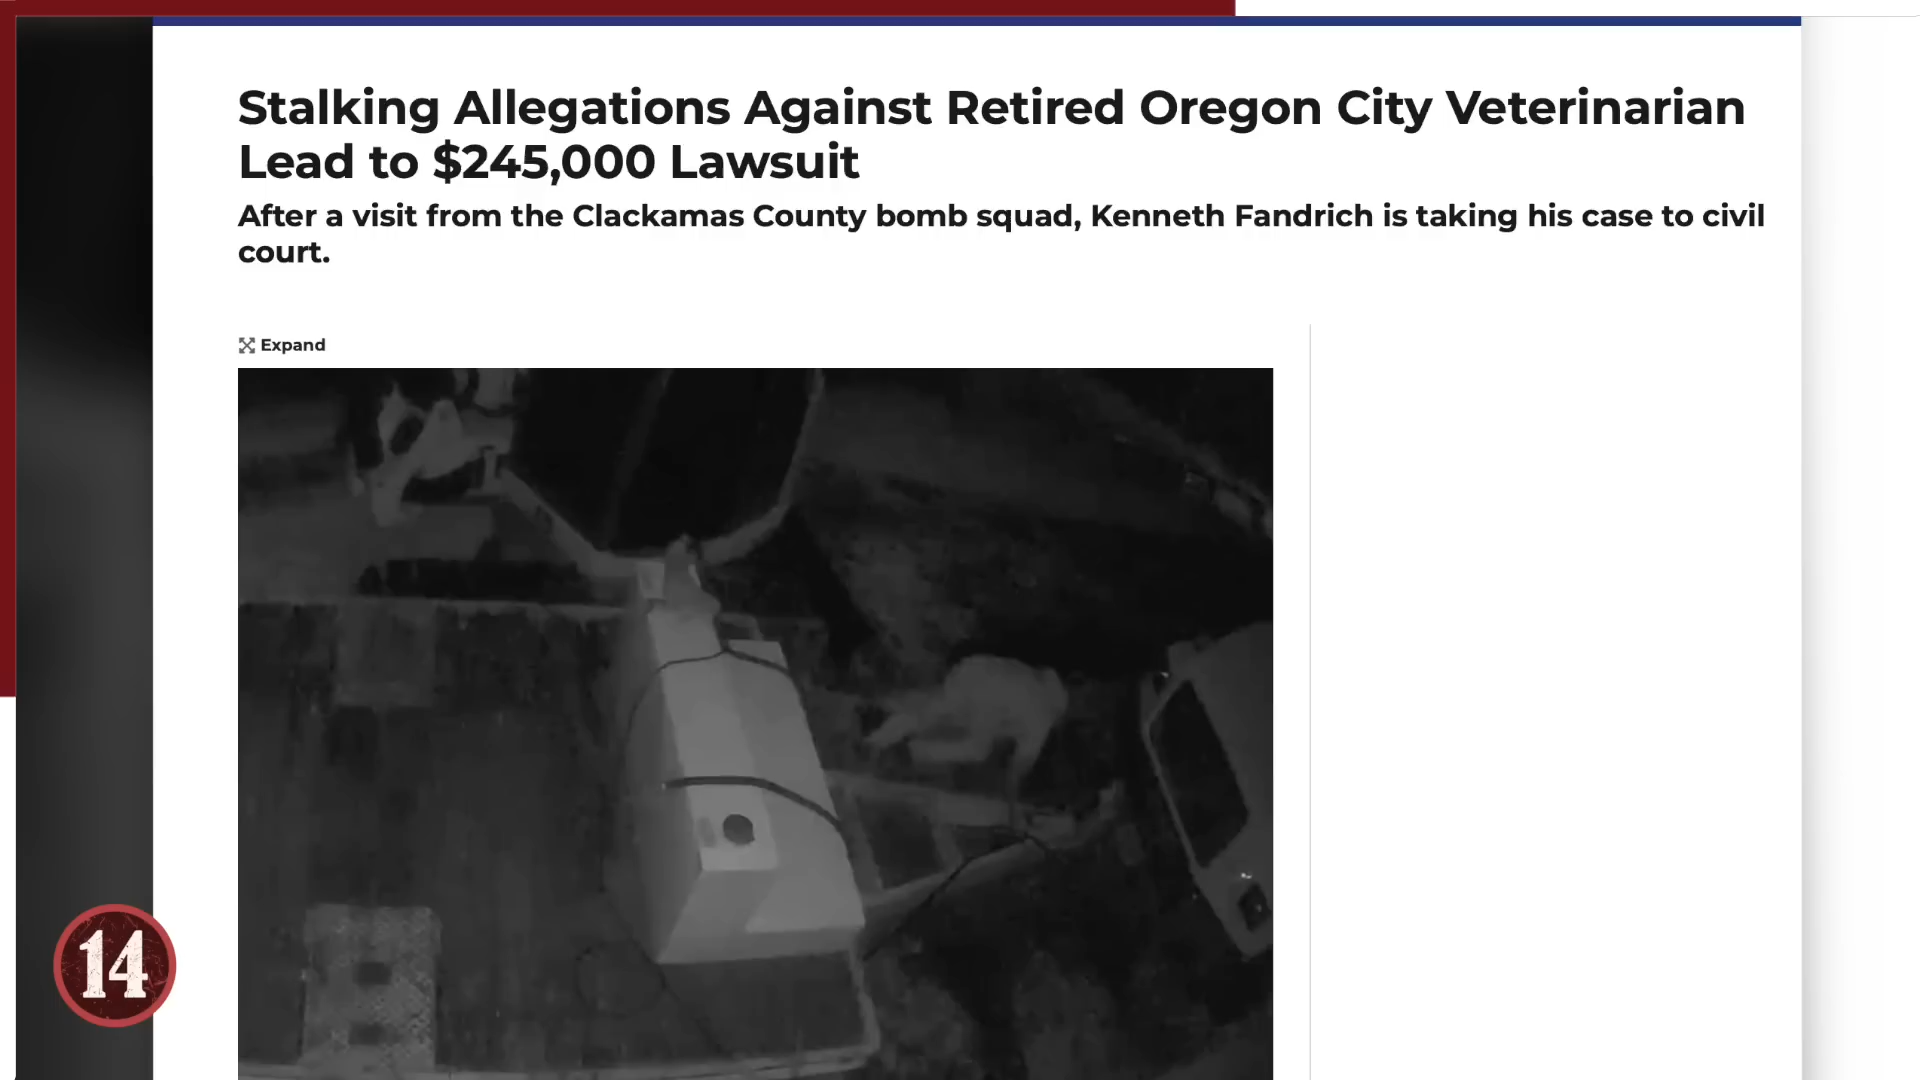 Stalking Allegations Against Retired Oregon City Veterinarian
Lead to $245,000 Lawsuit
After a visit from the Clackamas County bomb squad, Kenneth Fandrich is taking his case to civil
court.
Expand
14